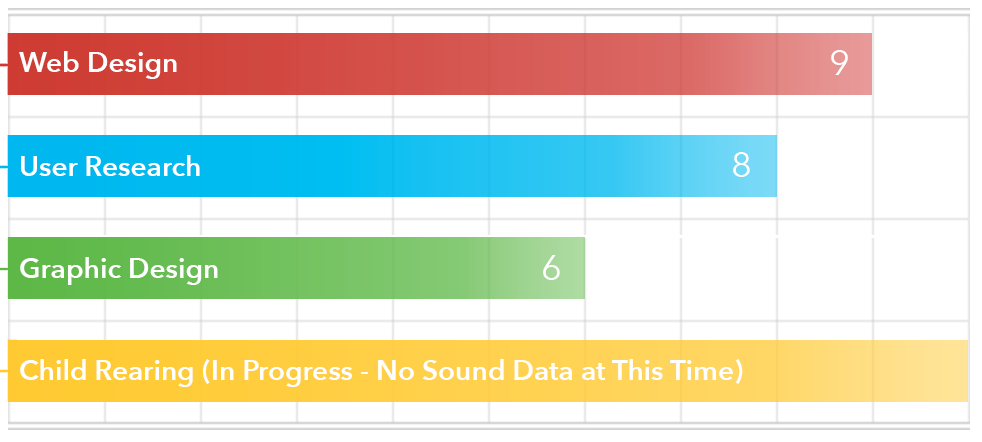 Web Design 9
User Research 8
Graphic Design 6
Child Rearing (In Progress - No Sound Data at This Time)